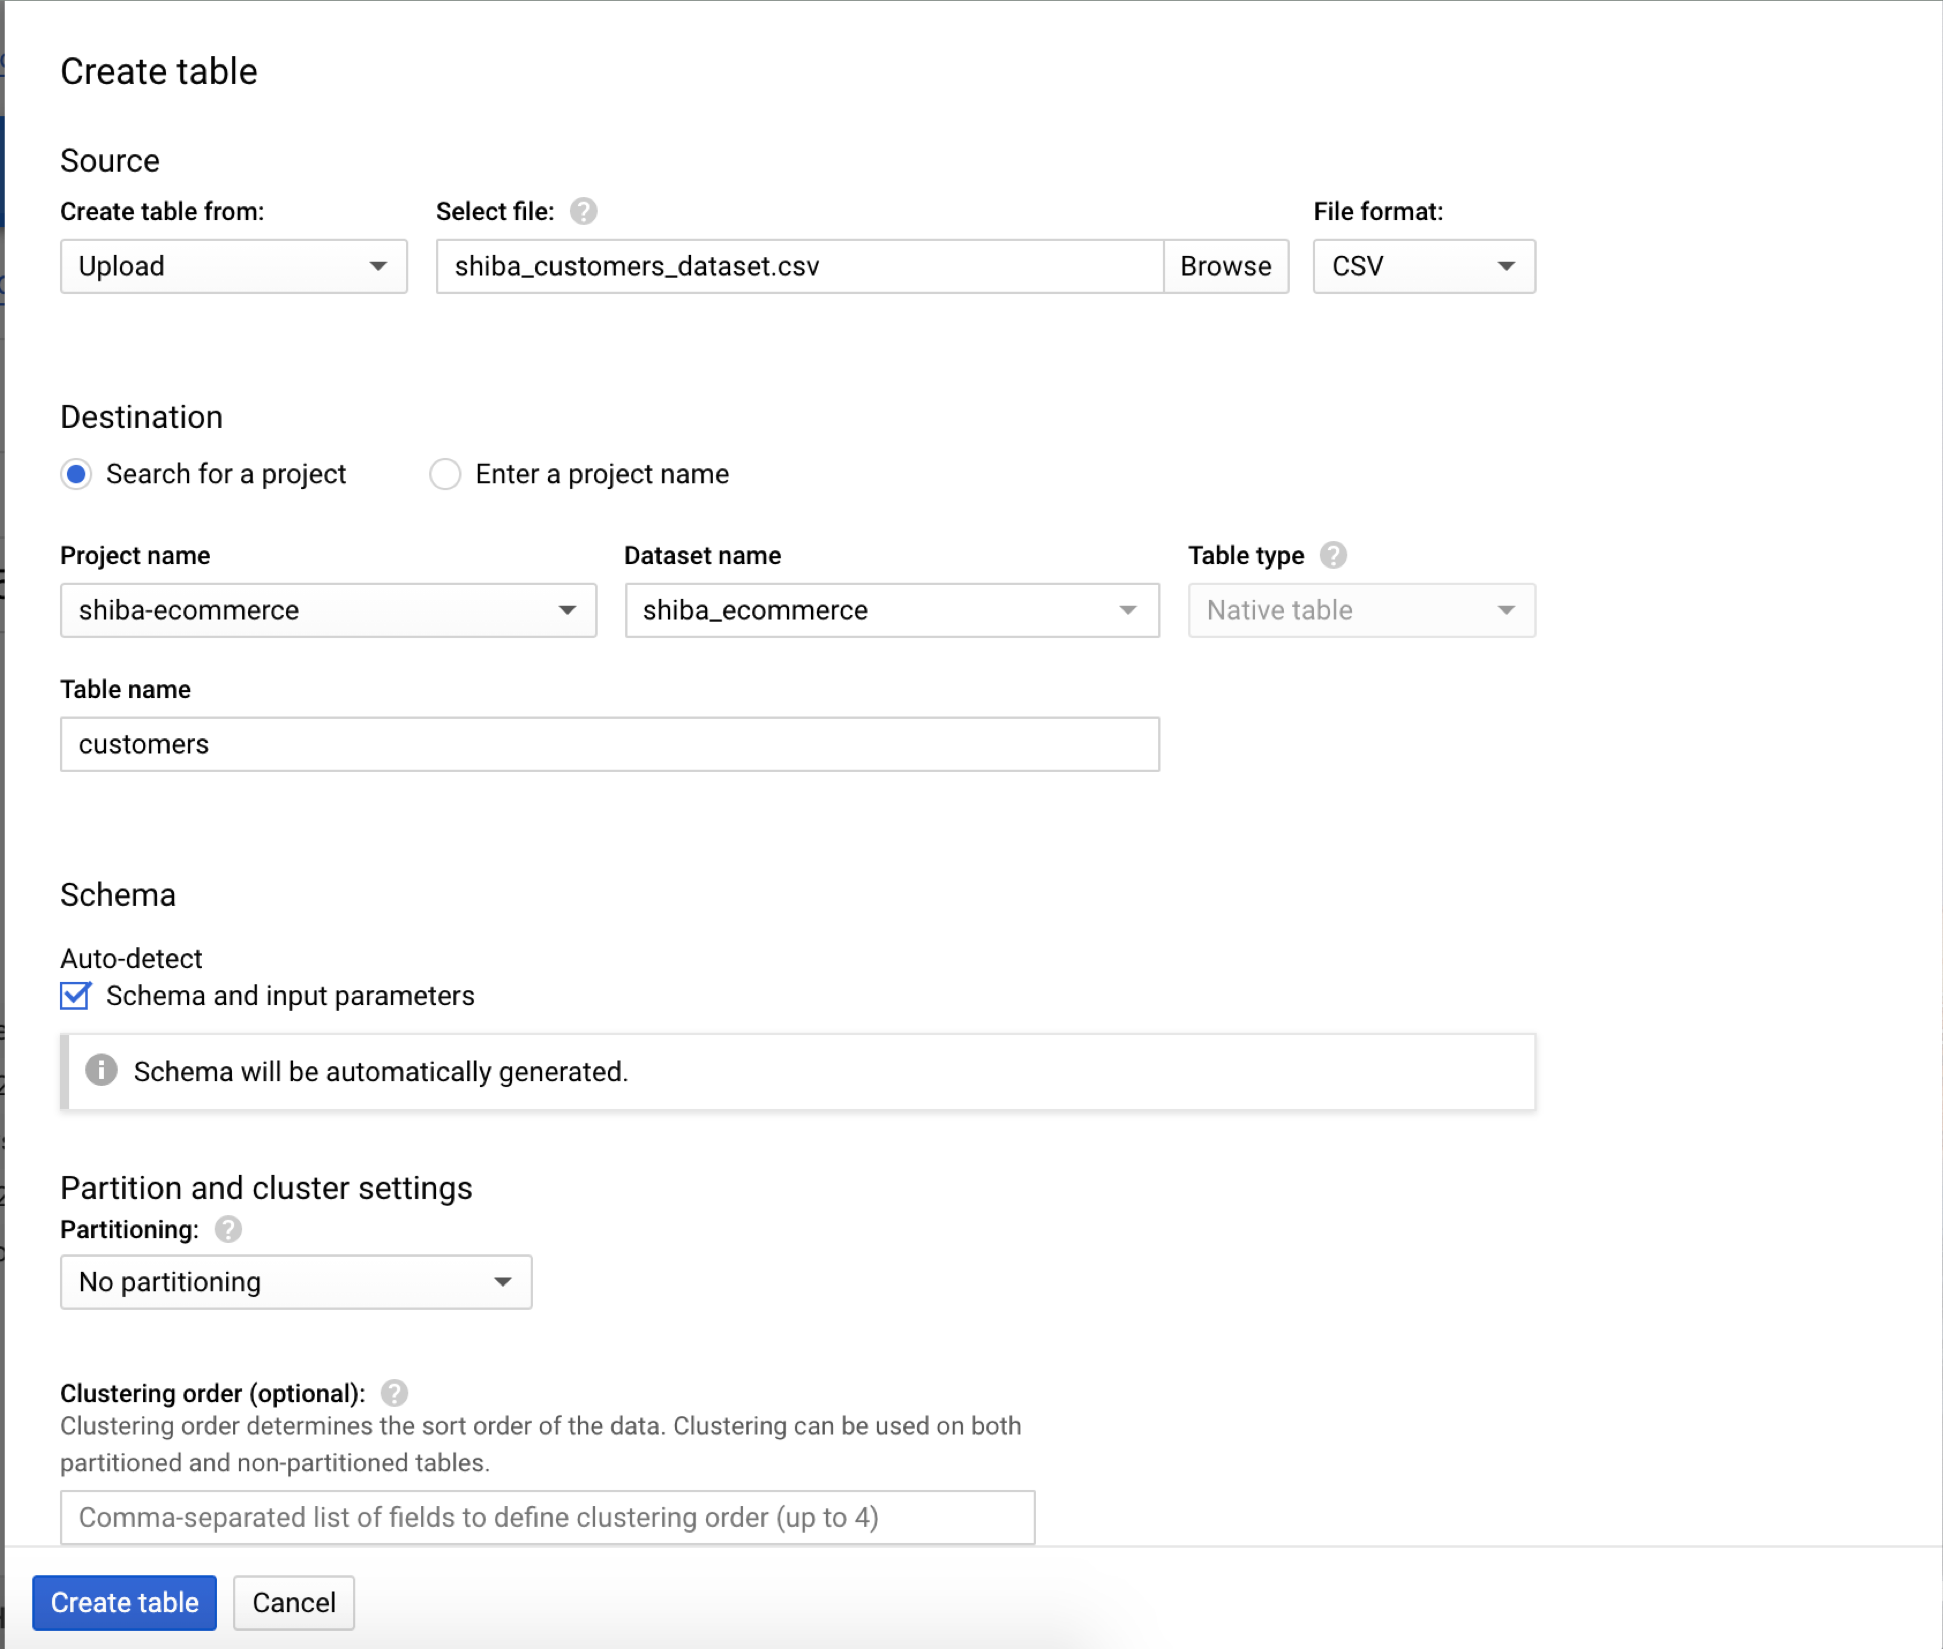 Create table
Source
Create table from: Select file: ? File format:
Upload shiba_customers_dataset.csv Browse CSV
Destination
Search for a project Enter a project name
Project name Dataset name Table type ?
shiba-ecommerce shiba_ecommerce Native table
Table name
customers
Schema
Auto-detect
Schema and input parameters
Schema will be automatically generated.
Partition and cluster settings
Partitioning: ?
No partitioning
Clustering order (optional): ?
Clustering order determines the sort order of the data. Clustering can be used on both
partitioned and non-partitioned tables.
Comma-separated list of fields to define clustering order (up to 4)
Create table Cancel